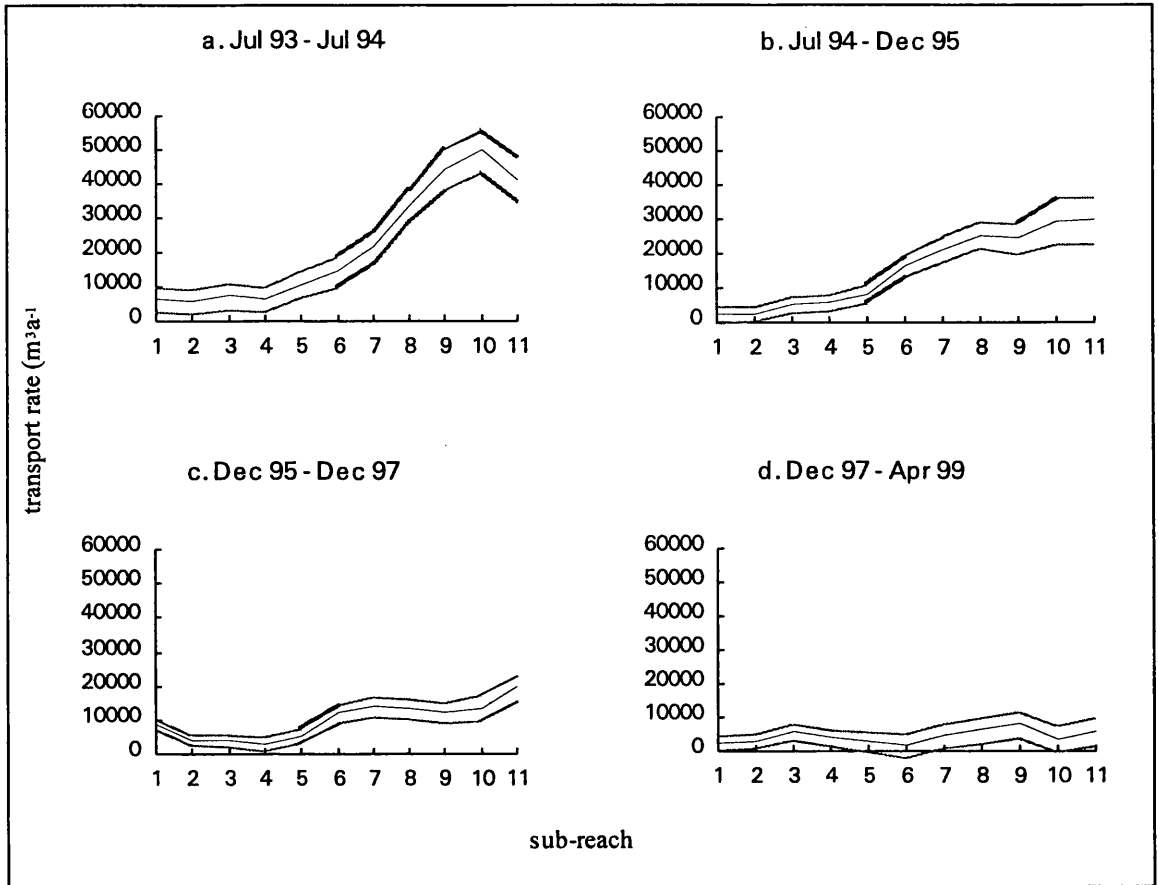 a. Jul 93 - Jul 94
60000
50000
40000
30000
20000
10000
0
1 2 3 4 5 6 7 8 9 10 11
b. Jul 94 - Dec 95
60000
50000
40000
30000
20000
10000
0
1 2 3 4 5 6 7 8 9 10 11
transport rate (m³a⁻¹)
c. Dec 95 - Dec 97
60000
50000
40000
30000
20000
10000
0
1 2 3 4 5 6 7 8 9 10 11
d. Dec 97 - Apr 99
60000
50000
40000
30000
20000
10000
0
1 2 3 4 5 6 7 8 9 10 11
sub-reach